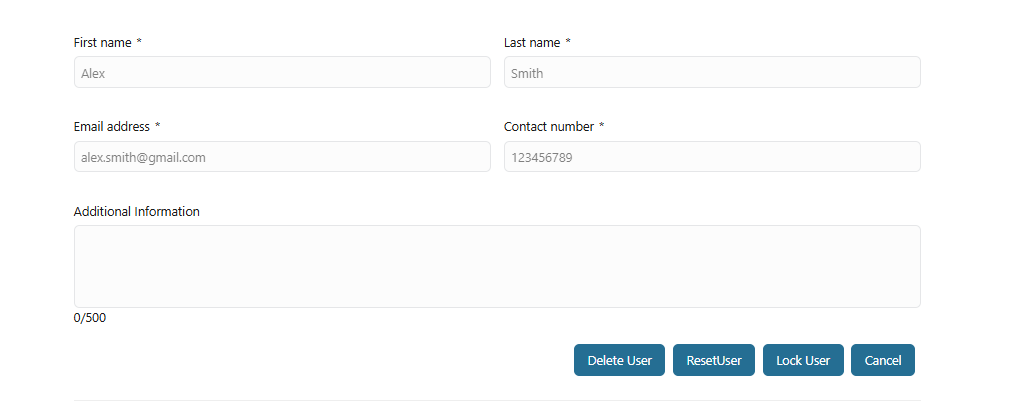 First name *
Last name *
Alex
Smith
Email address *
Contact number *
alex.smith@gmail.com
123456789
Additional Information
0/500
Delete User
ResetUser
Lock User
Cancel